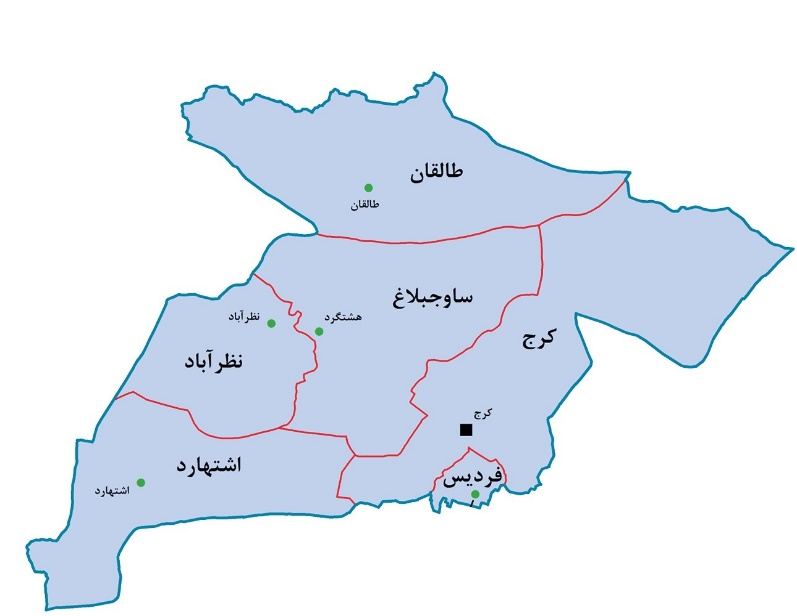 طالقان
طالقان
ساوجبلاغ
نظرآباد
هشتگرد
کرج
نظرآباد
کرج
اشتهارد
فردیس
اشتهارد